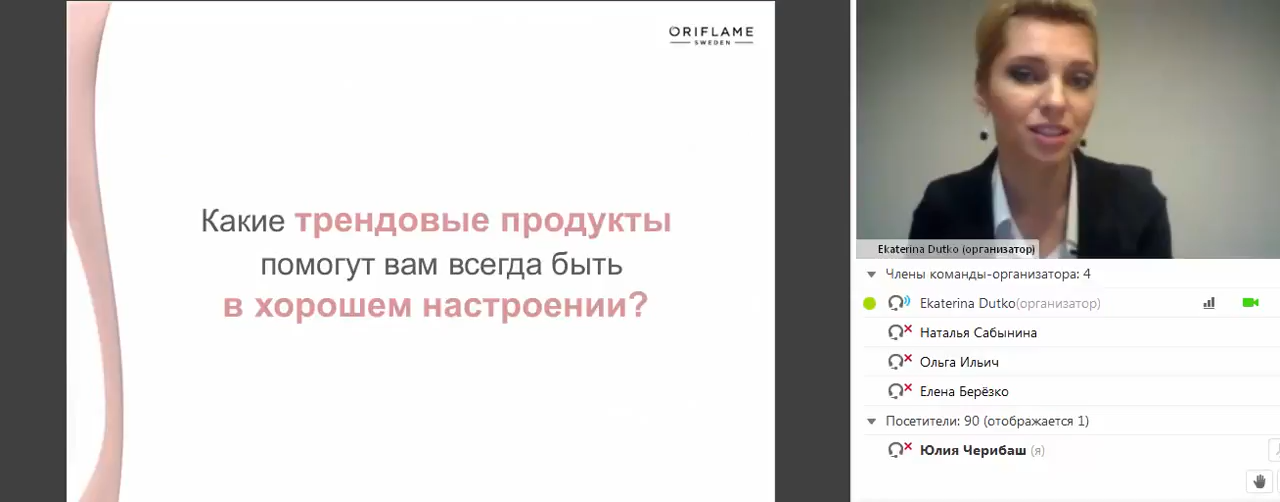 ORIFLAME
SWEDEN
Какие трендовые продукты
помогут вам всегда быть
в хорошем настроении?
Ekaterina Dutko (организатор)
Члены команды-организатора: 4
Ekaterina Dutko(организатор)
Наталья Сабынина
Ольга Ильич
Елена Берёзко
Посетители: 90 (отображается 1)
Юлия Черибаш (я)